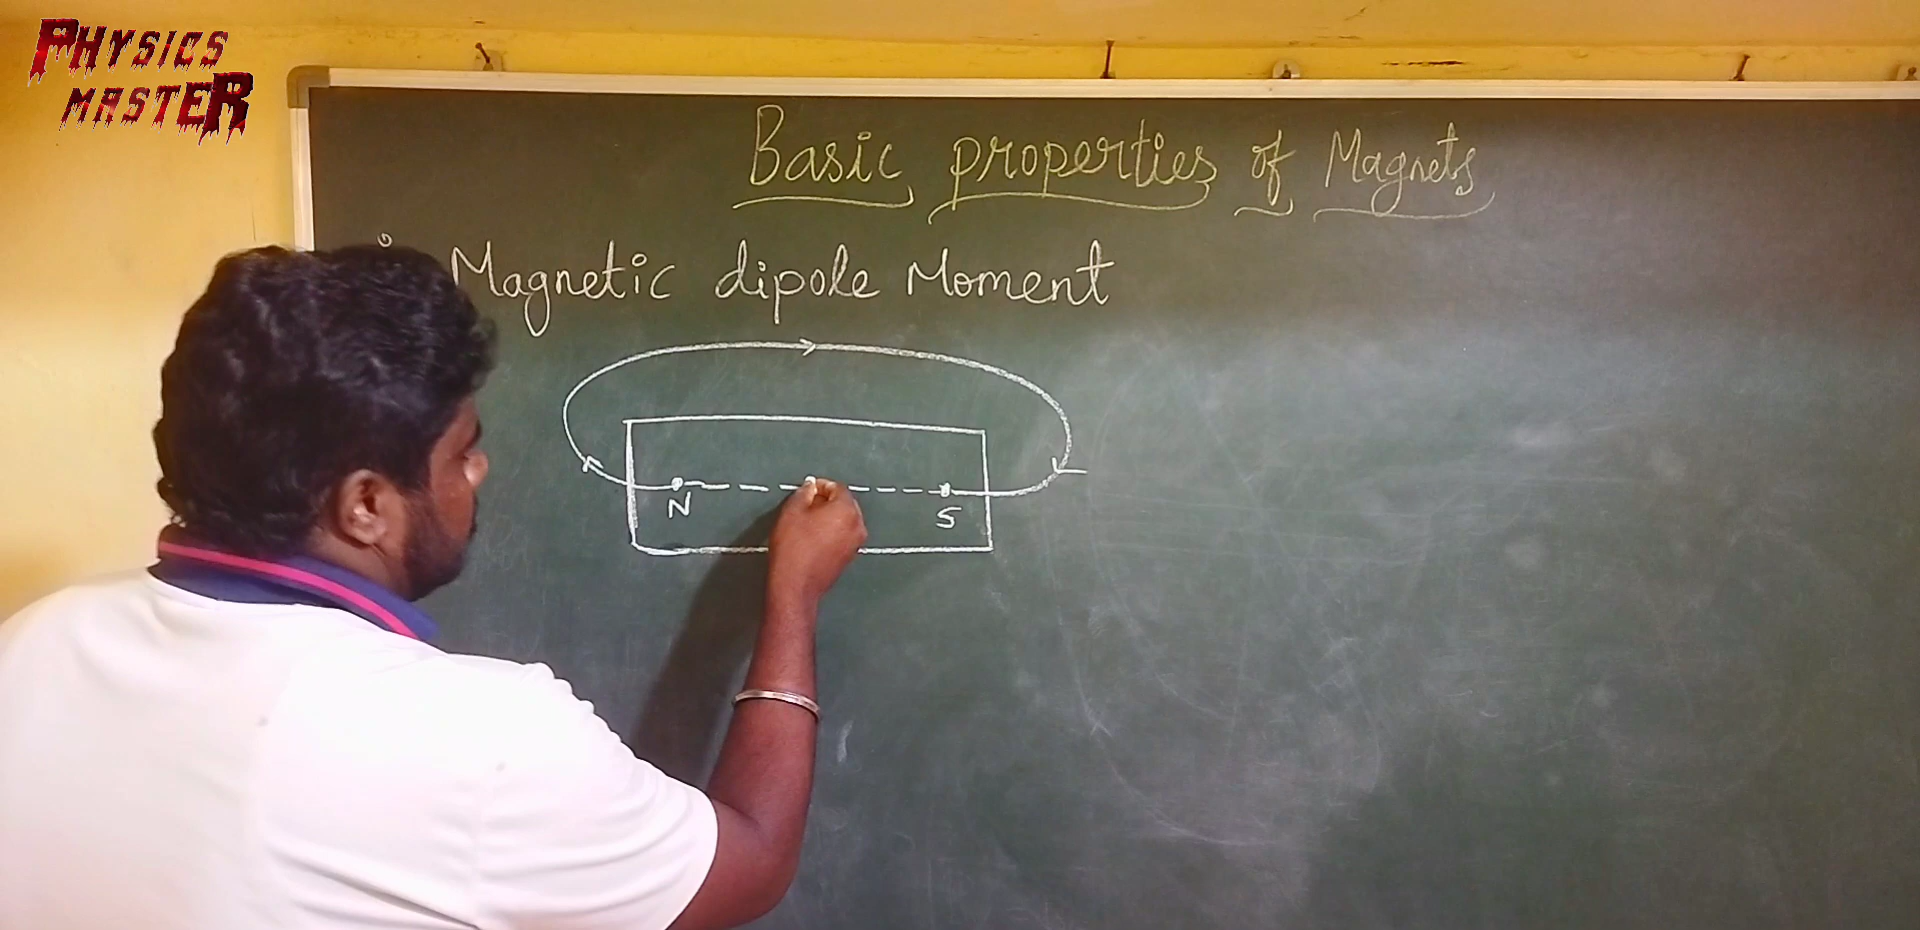 PHYSICS
MASTER
Basic properties of Magnets
Magnetic dipole Moment
N
S